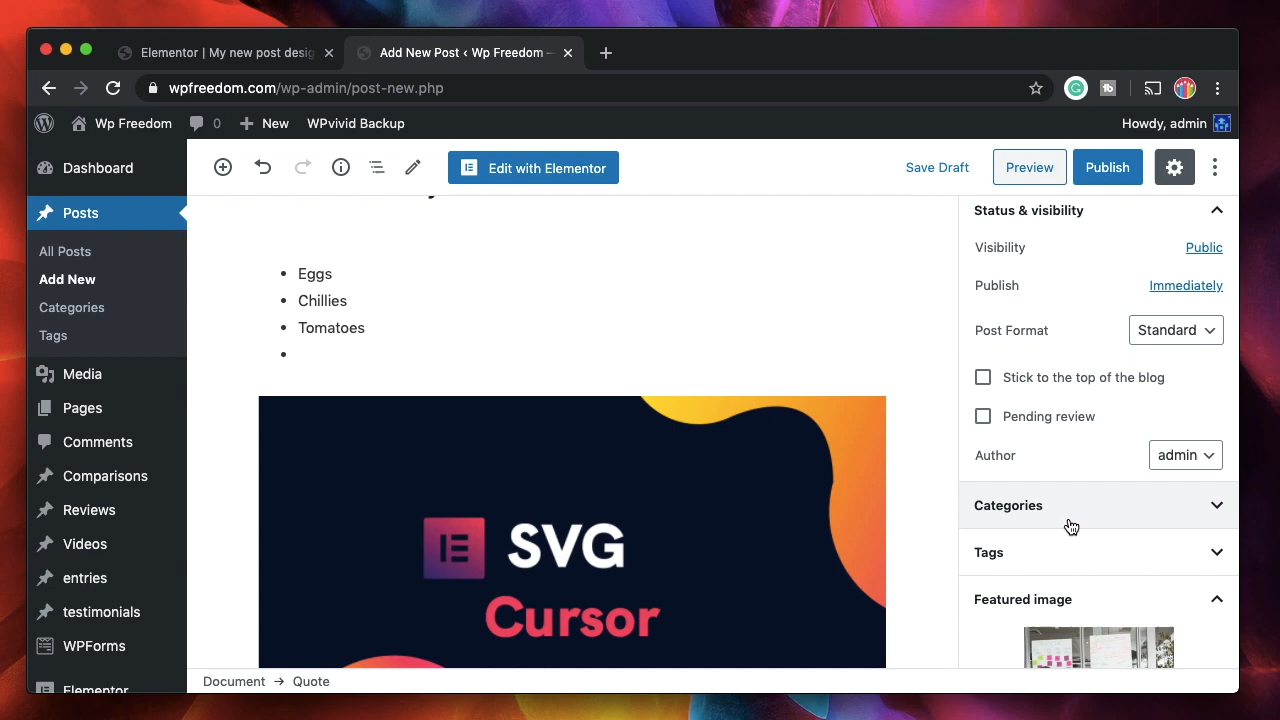 Elementor | My new post desig
Add New Post ‹ Wp Freedom —
wpfreedom.com/wp-admin/post-new.php
Wp Freedom
0
New
WPvivid Backup
Howdy, admin
Dashboard
Posts
All Posts
Add New
Categories
Tags
Media
Pages
Comments
Comparisons
Reviews
Videos
entries
testimonials
WPForms
Elementor
Edit with Elementor
Save Draft
Preview
Publish
• Eggs
• Chillies
• Tomatoes
•
SVG
Cursor
Status & visibility
Visibility
Public
Publish
Immediately
Post Format
Standard
Stick to the top of the blog
Pending review
Author
admin
Categories
Tags
Featured image
Document → Quote